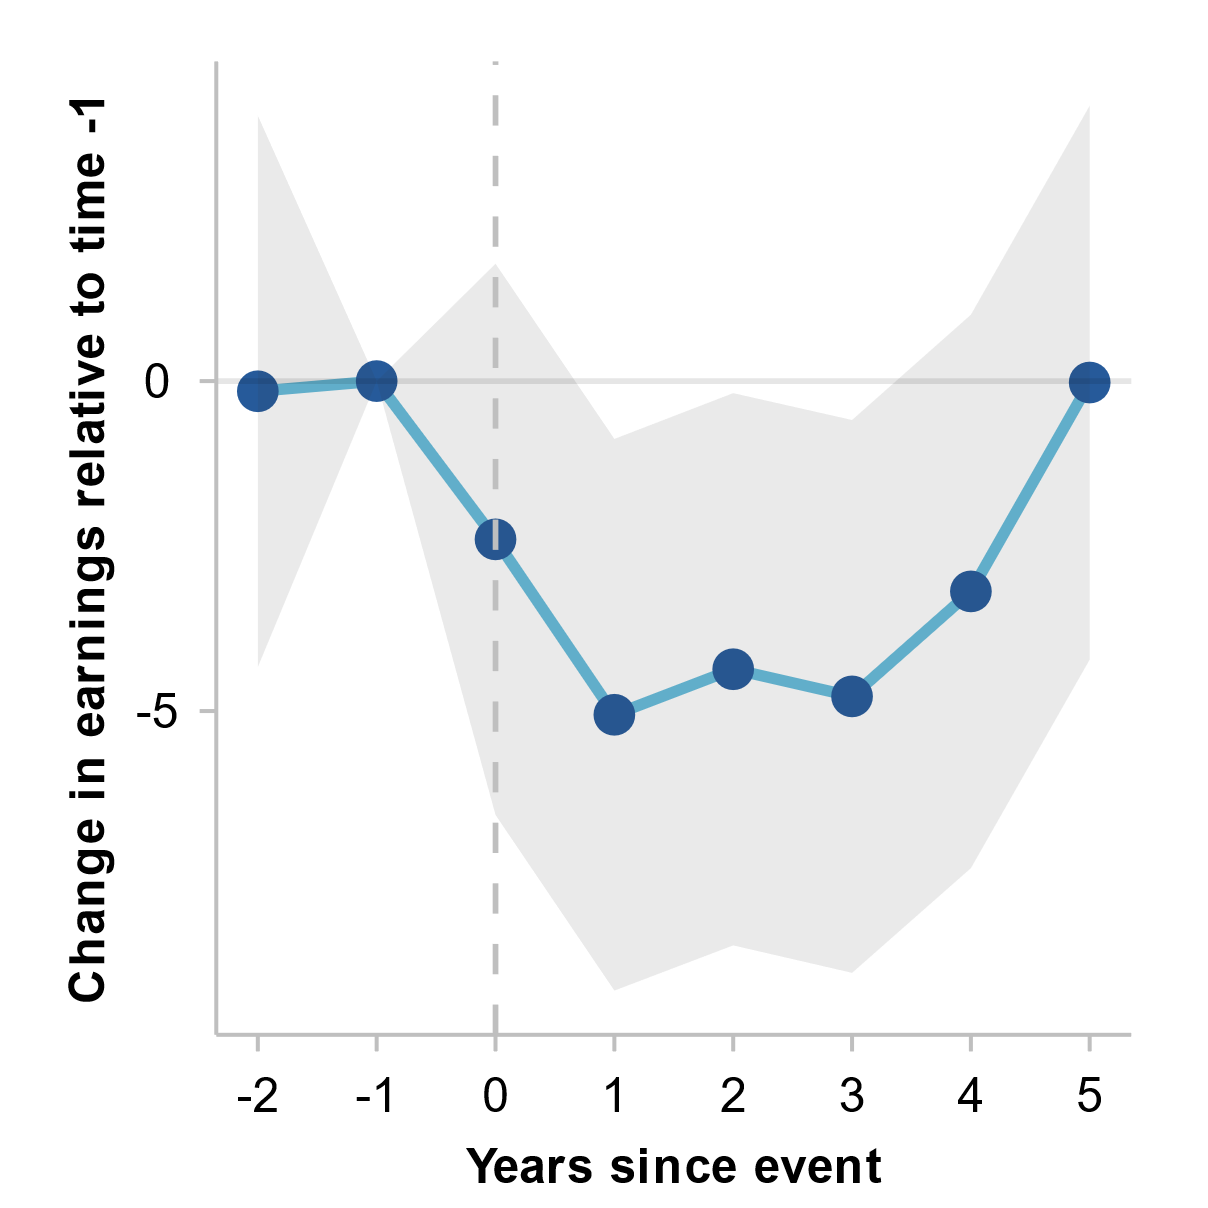 Change in earnings relative to time -1
0
-5
-2 -1 0 1 2 3 4 5
Years since event